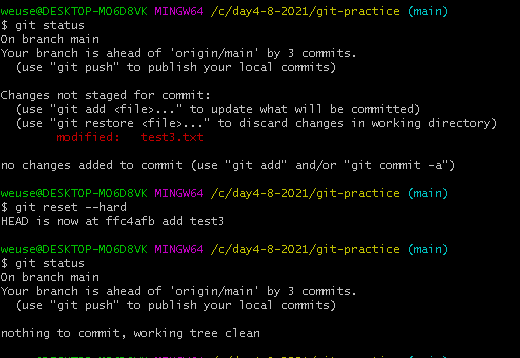 weuse@DESKTOP-MO6D8VK MINGW64 /c/day4-8-2021/git-practice (main)
$ git status
On branch main
Your branch is ahead of 'origin/main' by 3 commits.
  (use "git push" to publish your local commits)

Changes not staged for commit:
  (use "git add <file>..." to update what will be committed)
  (use "git restore <file>..." to discard changes in working directory)
        modified:   test3.txt

no changes added to commit (use "git add" and/or "git commit -a")

weuse@DESKTOP-MO6D8VK MINGW64 /c/day4-8-2021/git-practice (main)
$ git reset --hard
HEAD is now at ffc4afb add test3

weuse@DESKTOP-MO6D8VK MINGW64 /c/day4-8-2021/git-practice (main)
$ git status
On branch main
Your branch is ahead of 'origin/main' by 3 commits.
  (use "git push" to publish your local commits)

nothing to commit, working tree clean